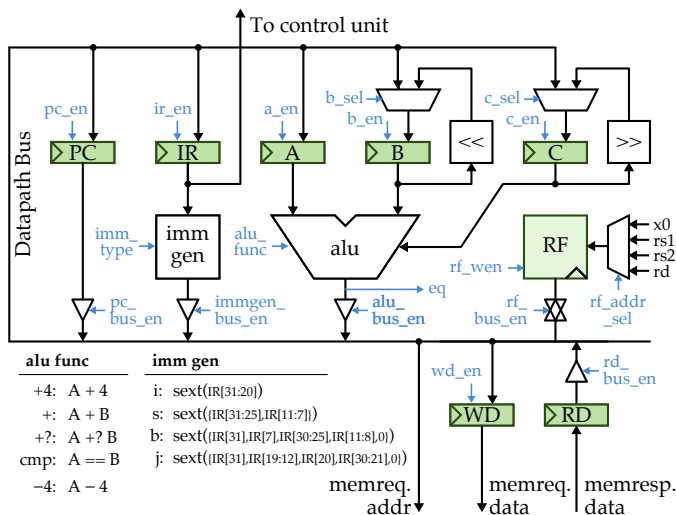 To control unit
Datapath Bus
pc_en
ir_en
a_en
b_sel
b_en
c_sel
c_en
PC
IR
A
B
<<
C
>>
imm_
type
imm
gen
alu_
func
alu
rf_wen
RF
x0
rs1
rs2
rd
rf_addr
_sel
eq
pc_
bus_en
immgen_
bus_en
alu_
bus_en
rf_
bus_en
alu func
+4: A + 4
+: A + B
+?: A +? B
cmp: A == B
−4: A − 4
imm gen
i: sext(IR[31:20])
s: sext({IR[31:25],IR[11:7]})
b: sext({IR[31],IR[7],IR[30:25],IR[11:8],0})
j: sext({IR[31],IR[19:12],IR[20],IR[30:21],0})
wd_en
rd_
bus_en
WD
RD
memreq.
addr
memreq.
data
memresp.
data